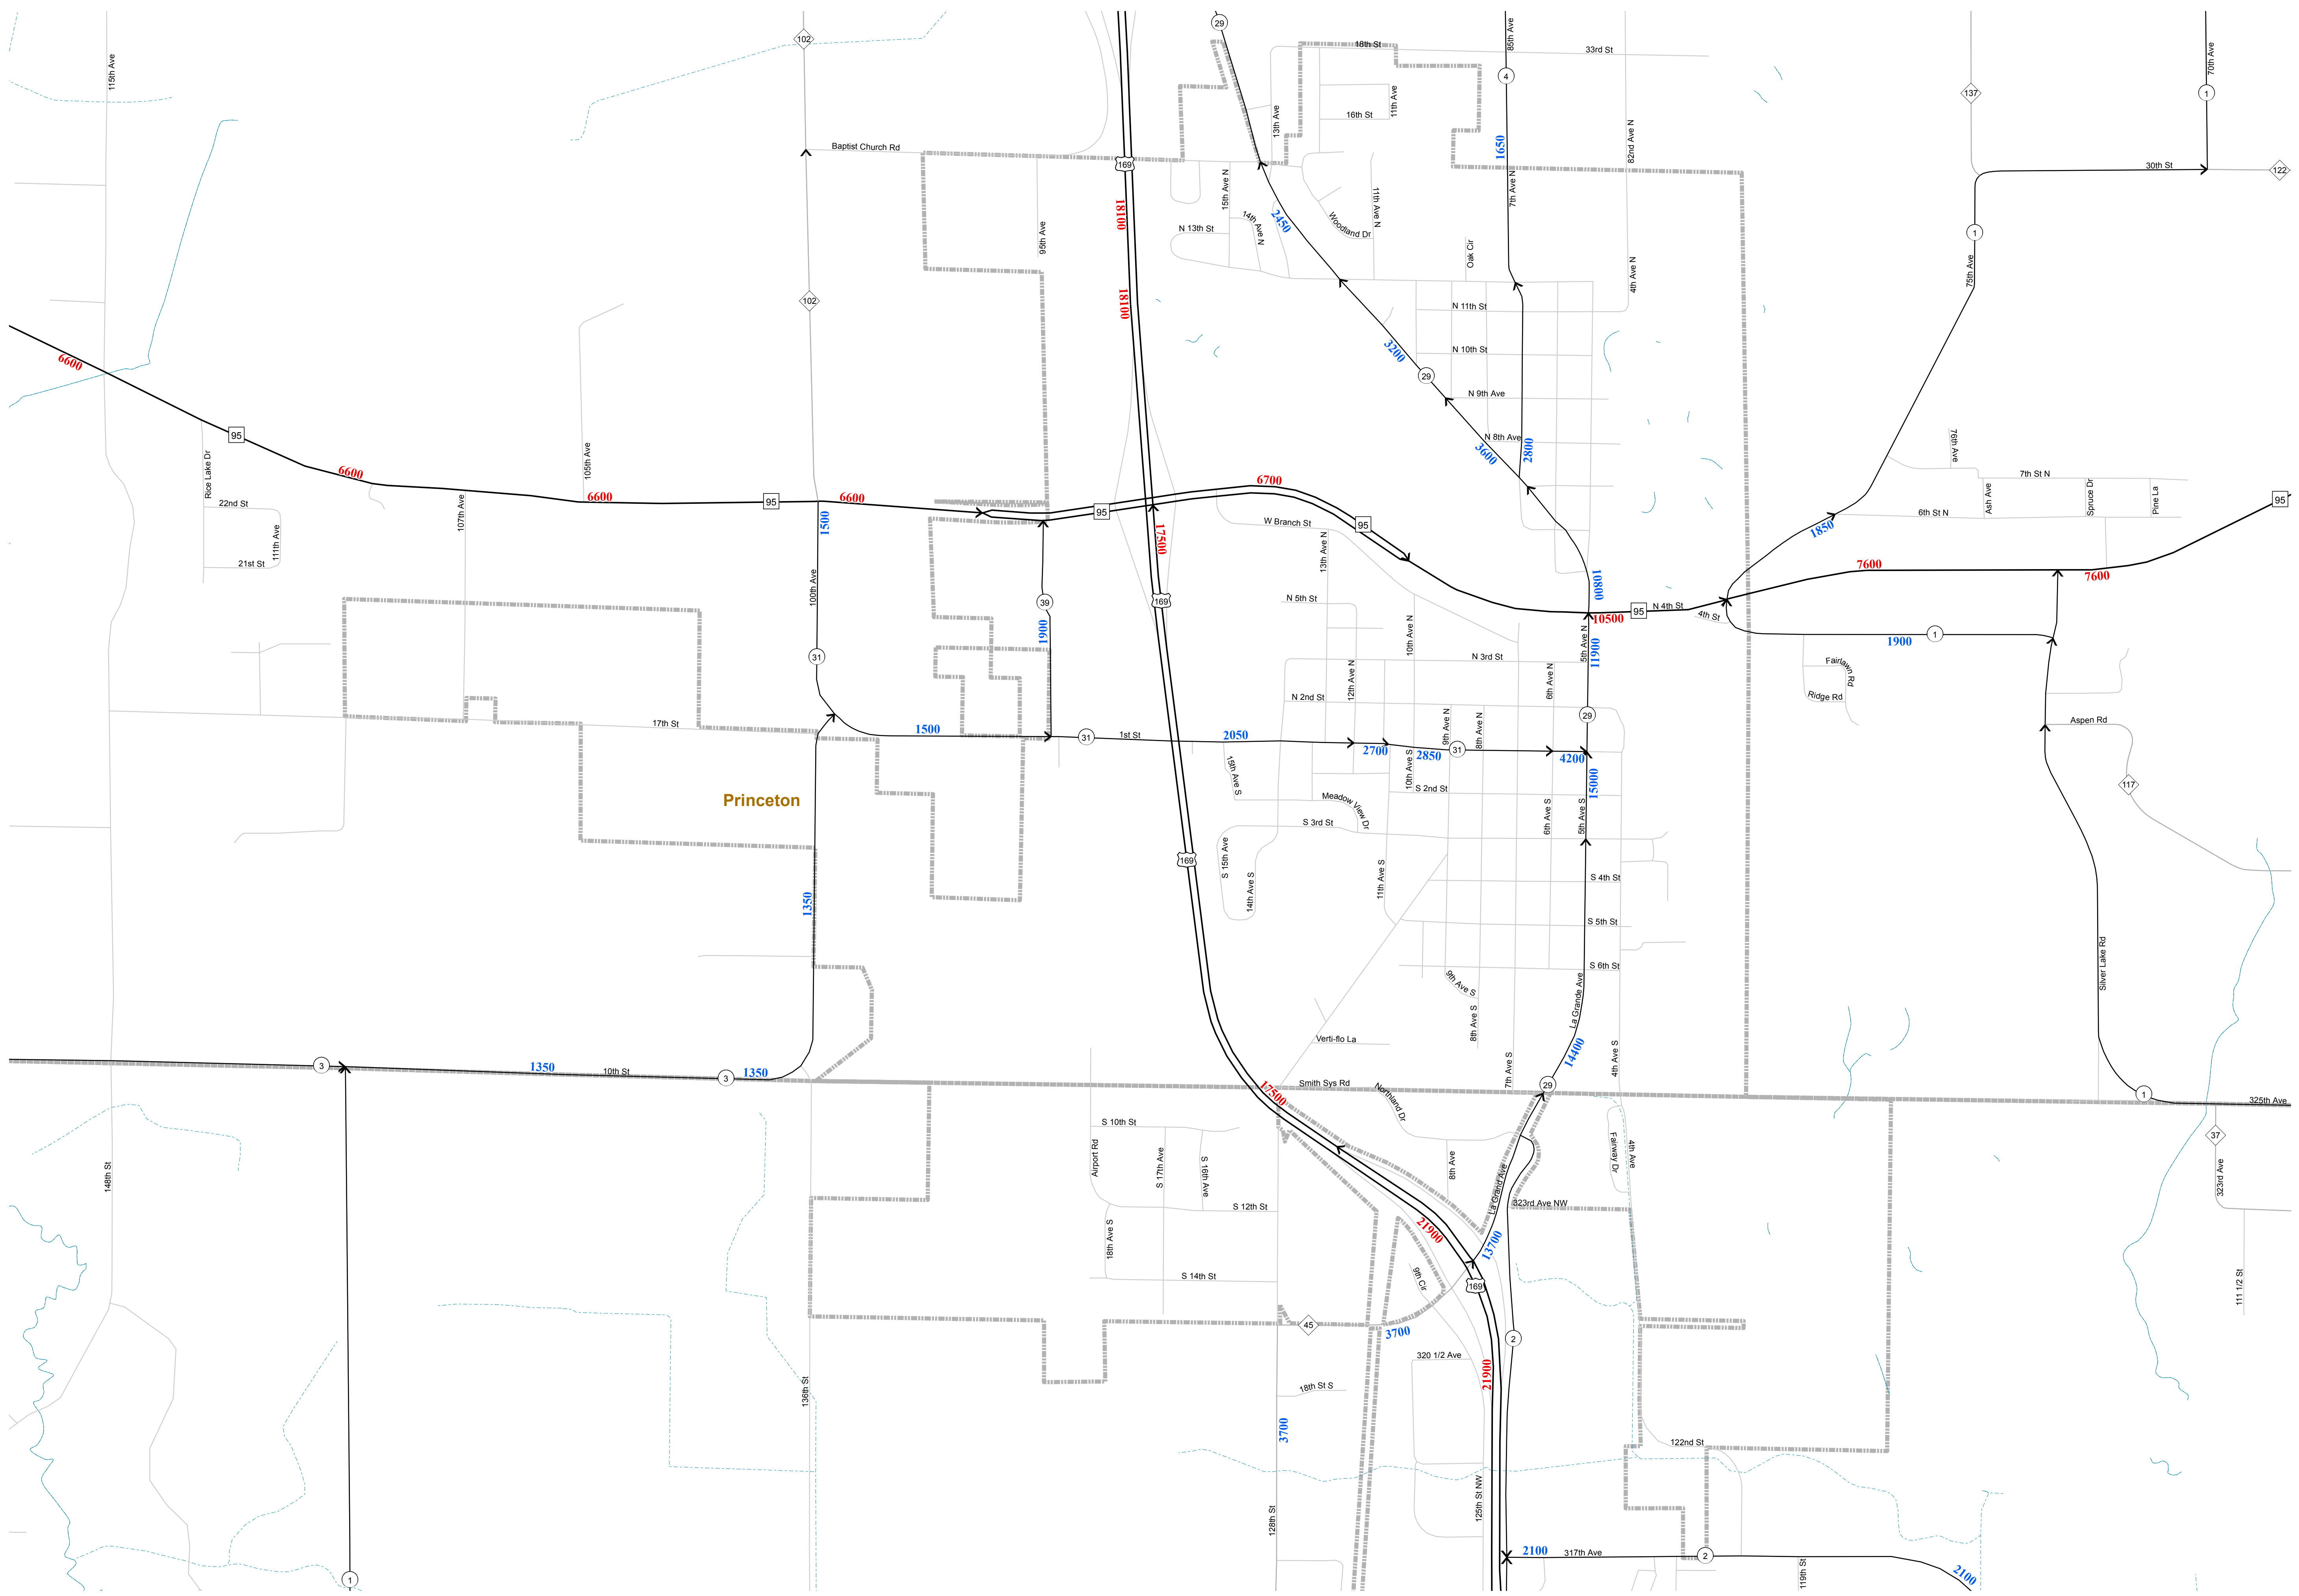 29
85th Ave
102
18th St
33rd St
115th Ave
70th Ave
4
137
1
11th Ave
16th St
13th Ave
82nd Ave N
1650
Baptist Church Rd
169
30th St
122
15th Ave N
7th Ave N
18100
11th Ave N
14th Ave N
2450
Woodland Dr
N 13th St
95th Ave
Oak Cir
4th Ave N
1
75th Ave
102
18100
N 11th St
6600
3200
N 10th St
29
N 9th Ave
95
N 8th Ave
3600
2800
76th Ave
Rice Lake Dr
105th Ave
6600
7th St N
6700
22nd St
107th Ave
6600
95
6600
95
Ash Ave
Spruce Dr
Pine La
95
6th St N
111th Ave
1500
17500
W Branch St
95
13th Ave N
1850
21st St
7600
7600
100th Ave
10800
39
169
N 5th St
N 4th St
95
10500
4th St
1900
10th Ave N
5th Ave N
11900
1900
1
31
N 3rd St
Fairlawn Rd
Ridge Rd
12th Ave N
N 2nd St
6th Ave N
29
17th St
1500
31
1st St
2050
2700
2850
9th Ave N
8th Ave N
31
4200
Aspen Rd
15th Ave S
10th Ave S
15000
117
Princeton
Meadow View Dr
S 2nd St
6th Ave S
5th Ave S
S 3rd St
169
S 15th Ave
14th Ave S
11th Ave S
S 4th St
1350
S 5th St
S 6th St
9th Ave S
Silver Lake Rd
La Grande Ave
8th Ave S
Verti-flo La
14400
4th Ave S
7th Ave S
3
1350
10th St
3
1350
17500
Smith Sys Rd
Northland Dr
29
1
325th Ave
S 10th St
37
Airport Rd
S 17th Ave
S 16th Ave
8th Ave
Fairway Dr
4th Ave
148th St
323rd Ave
La Grand Ave
323rd Ave NW
S 12th St
21900
18th Ave S
13700
S 14th St
9th Cir
169
111 1/2 St
45
3700
2
320 1/2 Ave
21900
136th St
18th St S
3700
122nd St
128th St
125th St NW
2100
317th Ave
2
119th St
2100
1